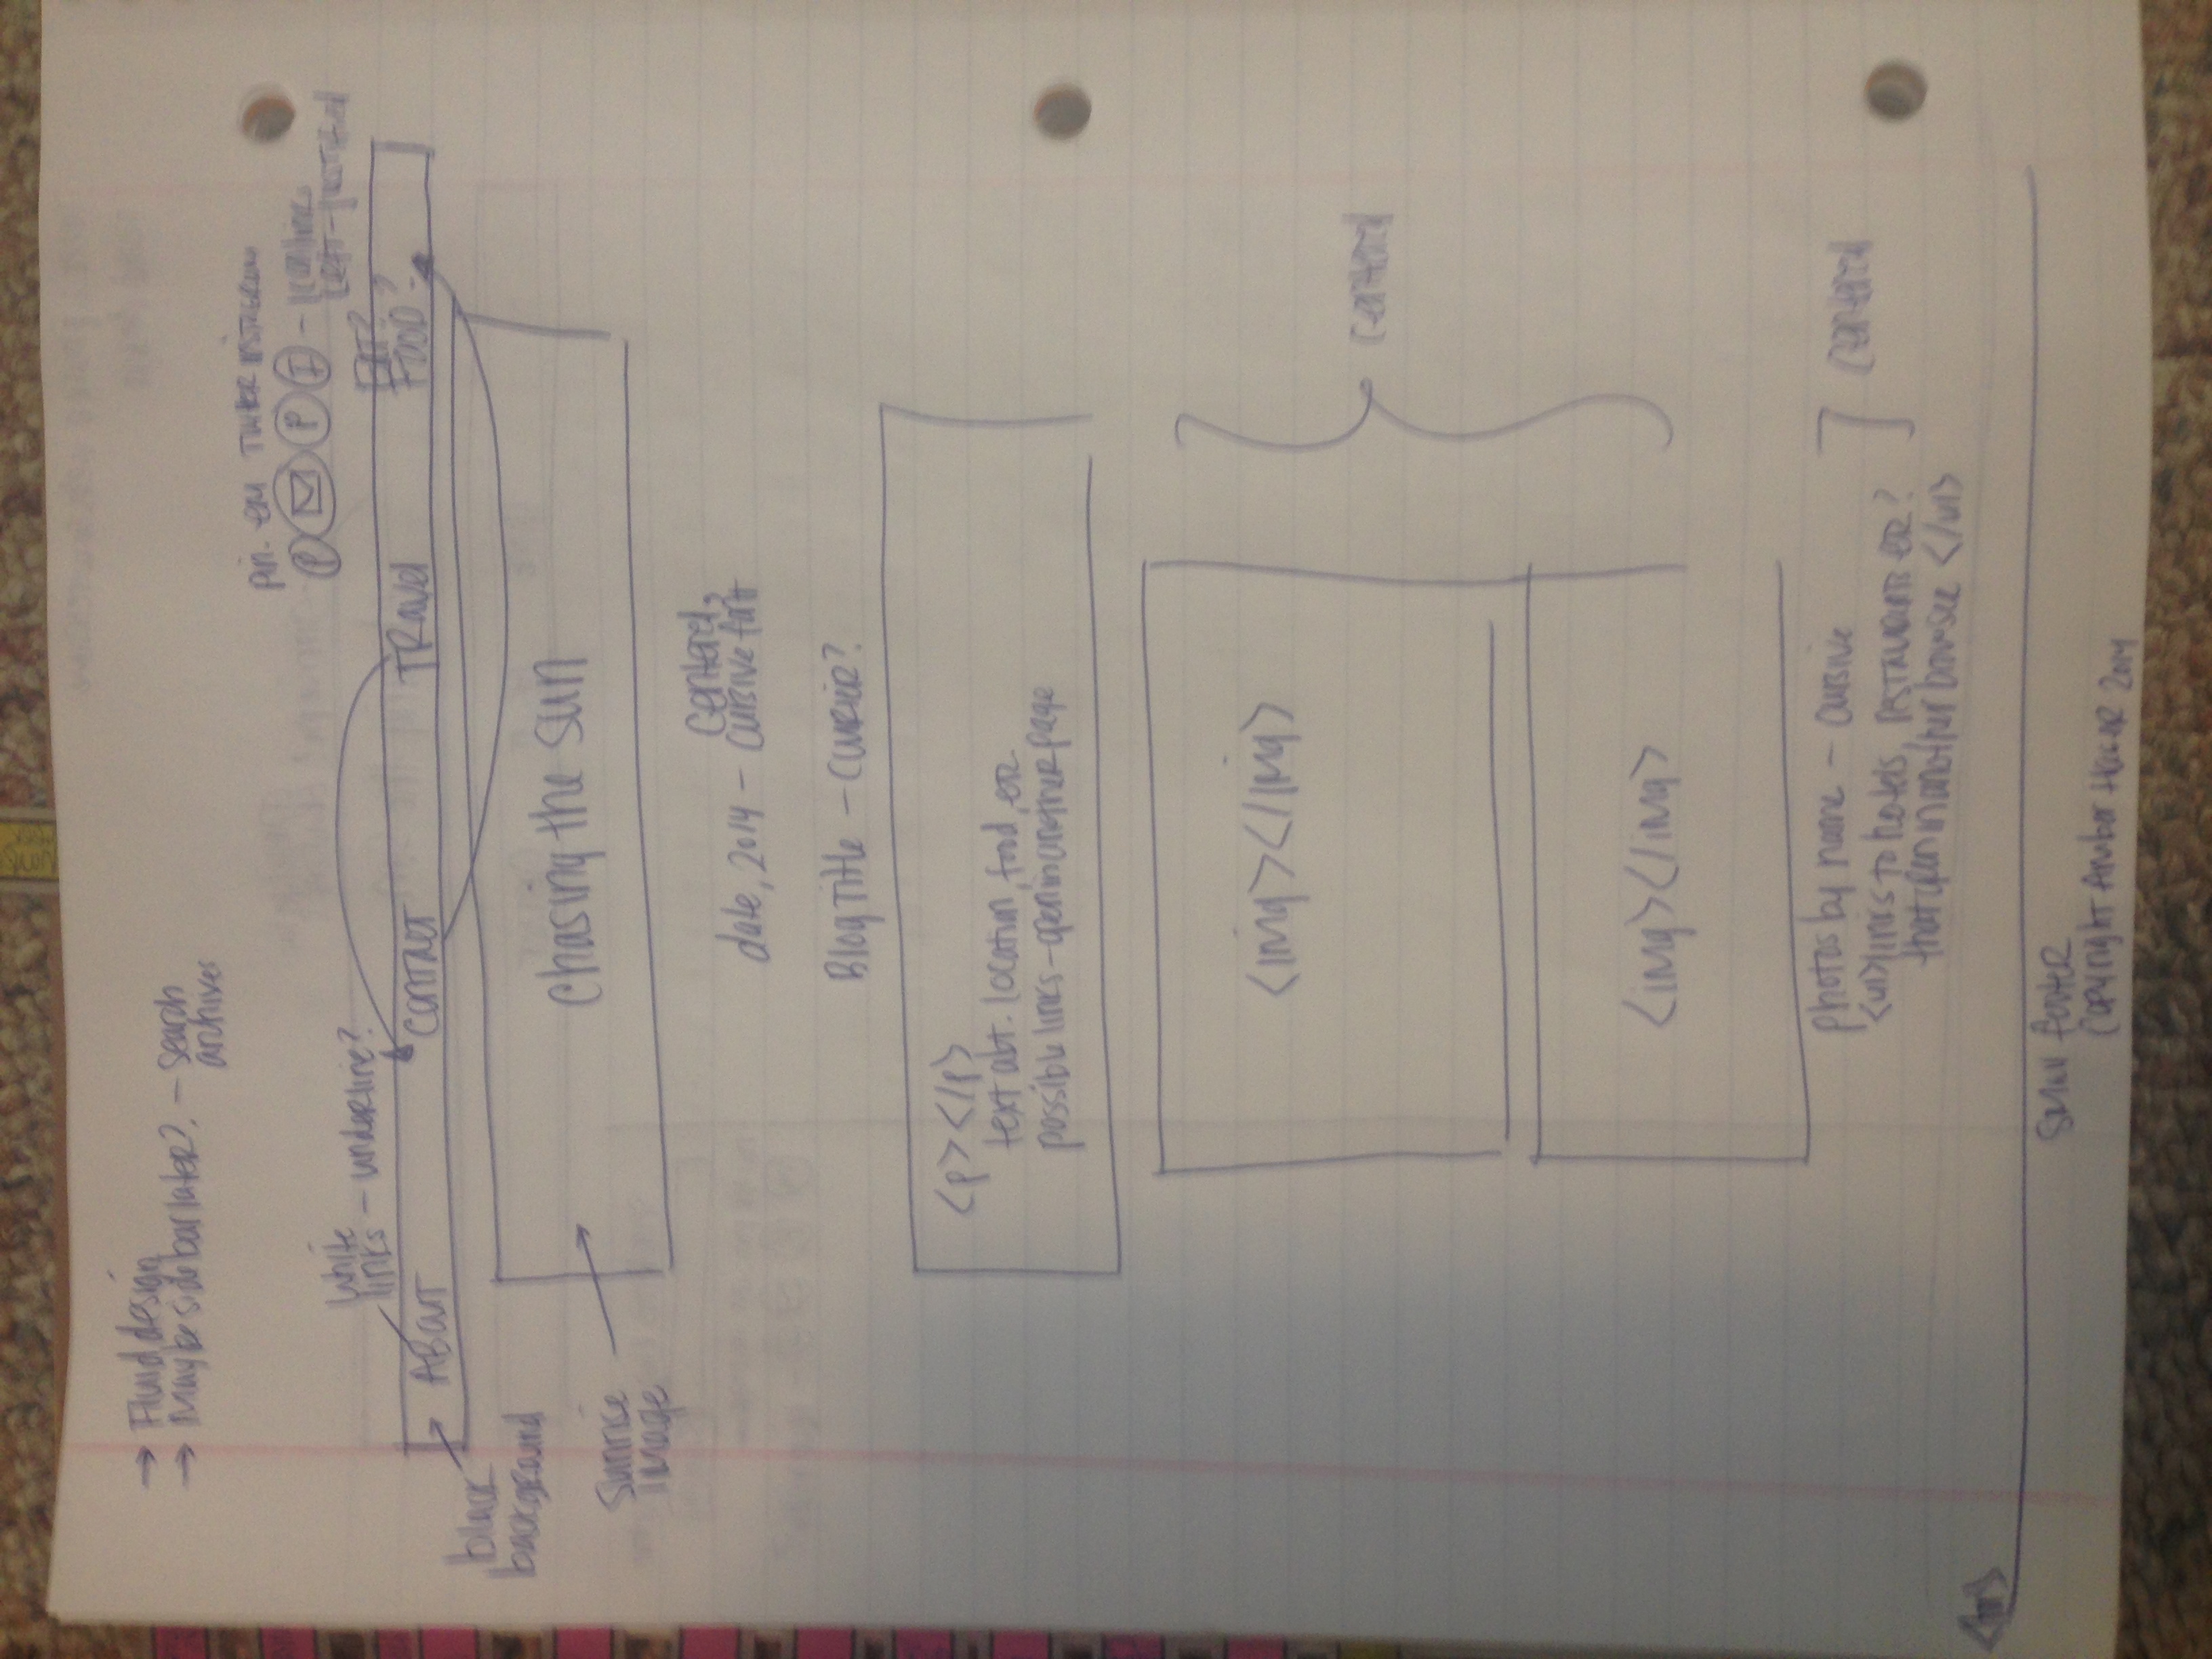 → Fluid design
→ Maybe side bar later? - search
archives
pin. em TWitter INSTAGRAM
P P I - icon links
Left-justified
White
links - underline?
EAT?
ABOUT CONTACT TRavel FOOD?
black
background
chasing the sun
Sunrise
image
centered,
date, 2014 - cursive font
Blog Title - courier?
<p></p>
text abt. location, food, etc.
possible links - open in another page
<img></img>
centered
<img></img>
photos by name - cursive
centered
<ul>links to hotels, restaurants etc?
that open in another browser </ul>
<hr>
small footer
Copyright Amber 2014